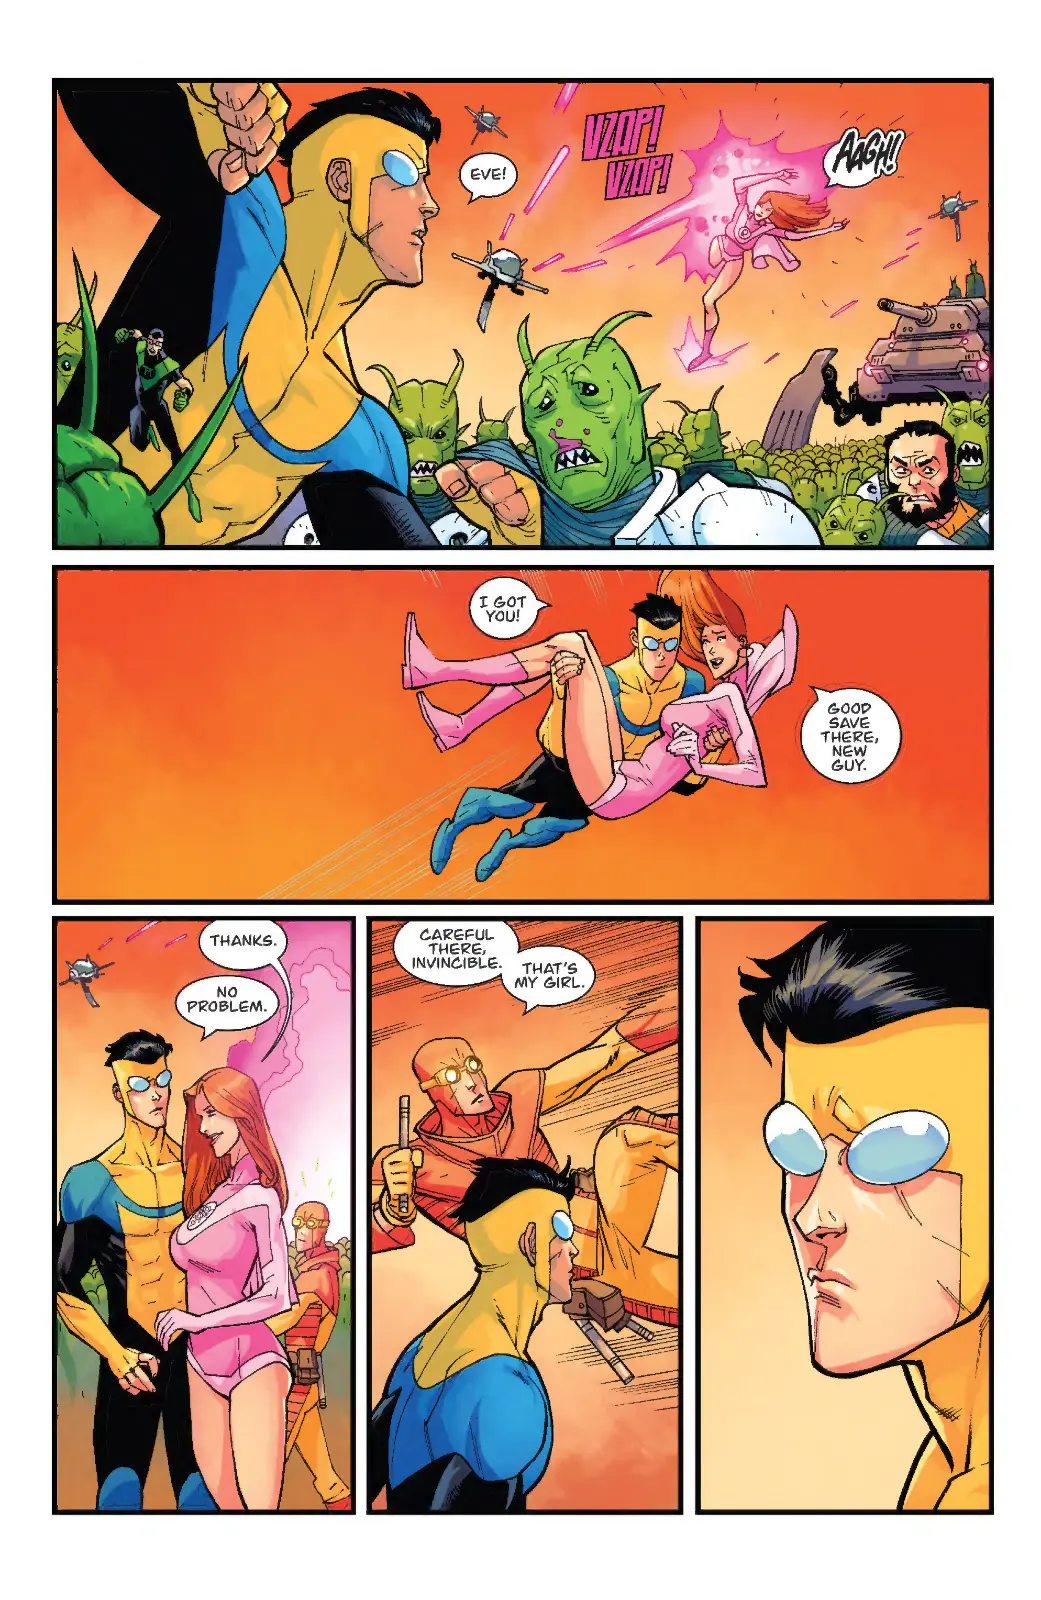 EVE!
VZAP!
VZAP!
AAGH!
I GOT
YOU!
GOOD
SAVE
THERE,
NEW
GUY.
THANKS.
NO
PROBLEM.
CAREFUL
THERE,
INVINCIBLE.
THAT'S
MY GIRL.